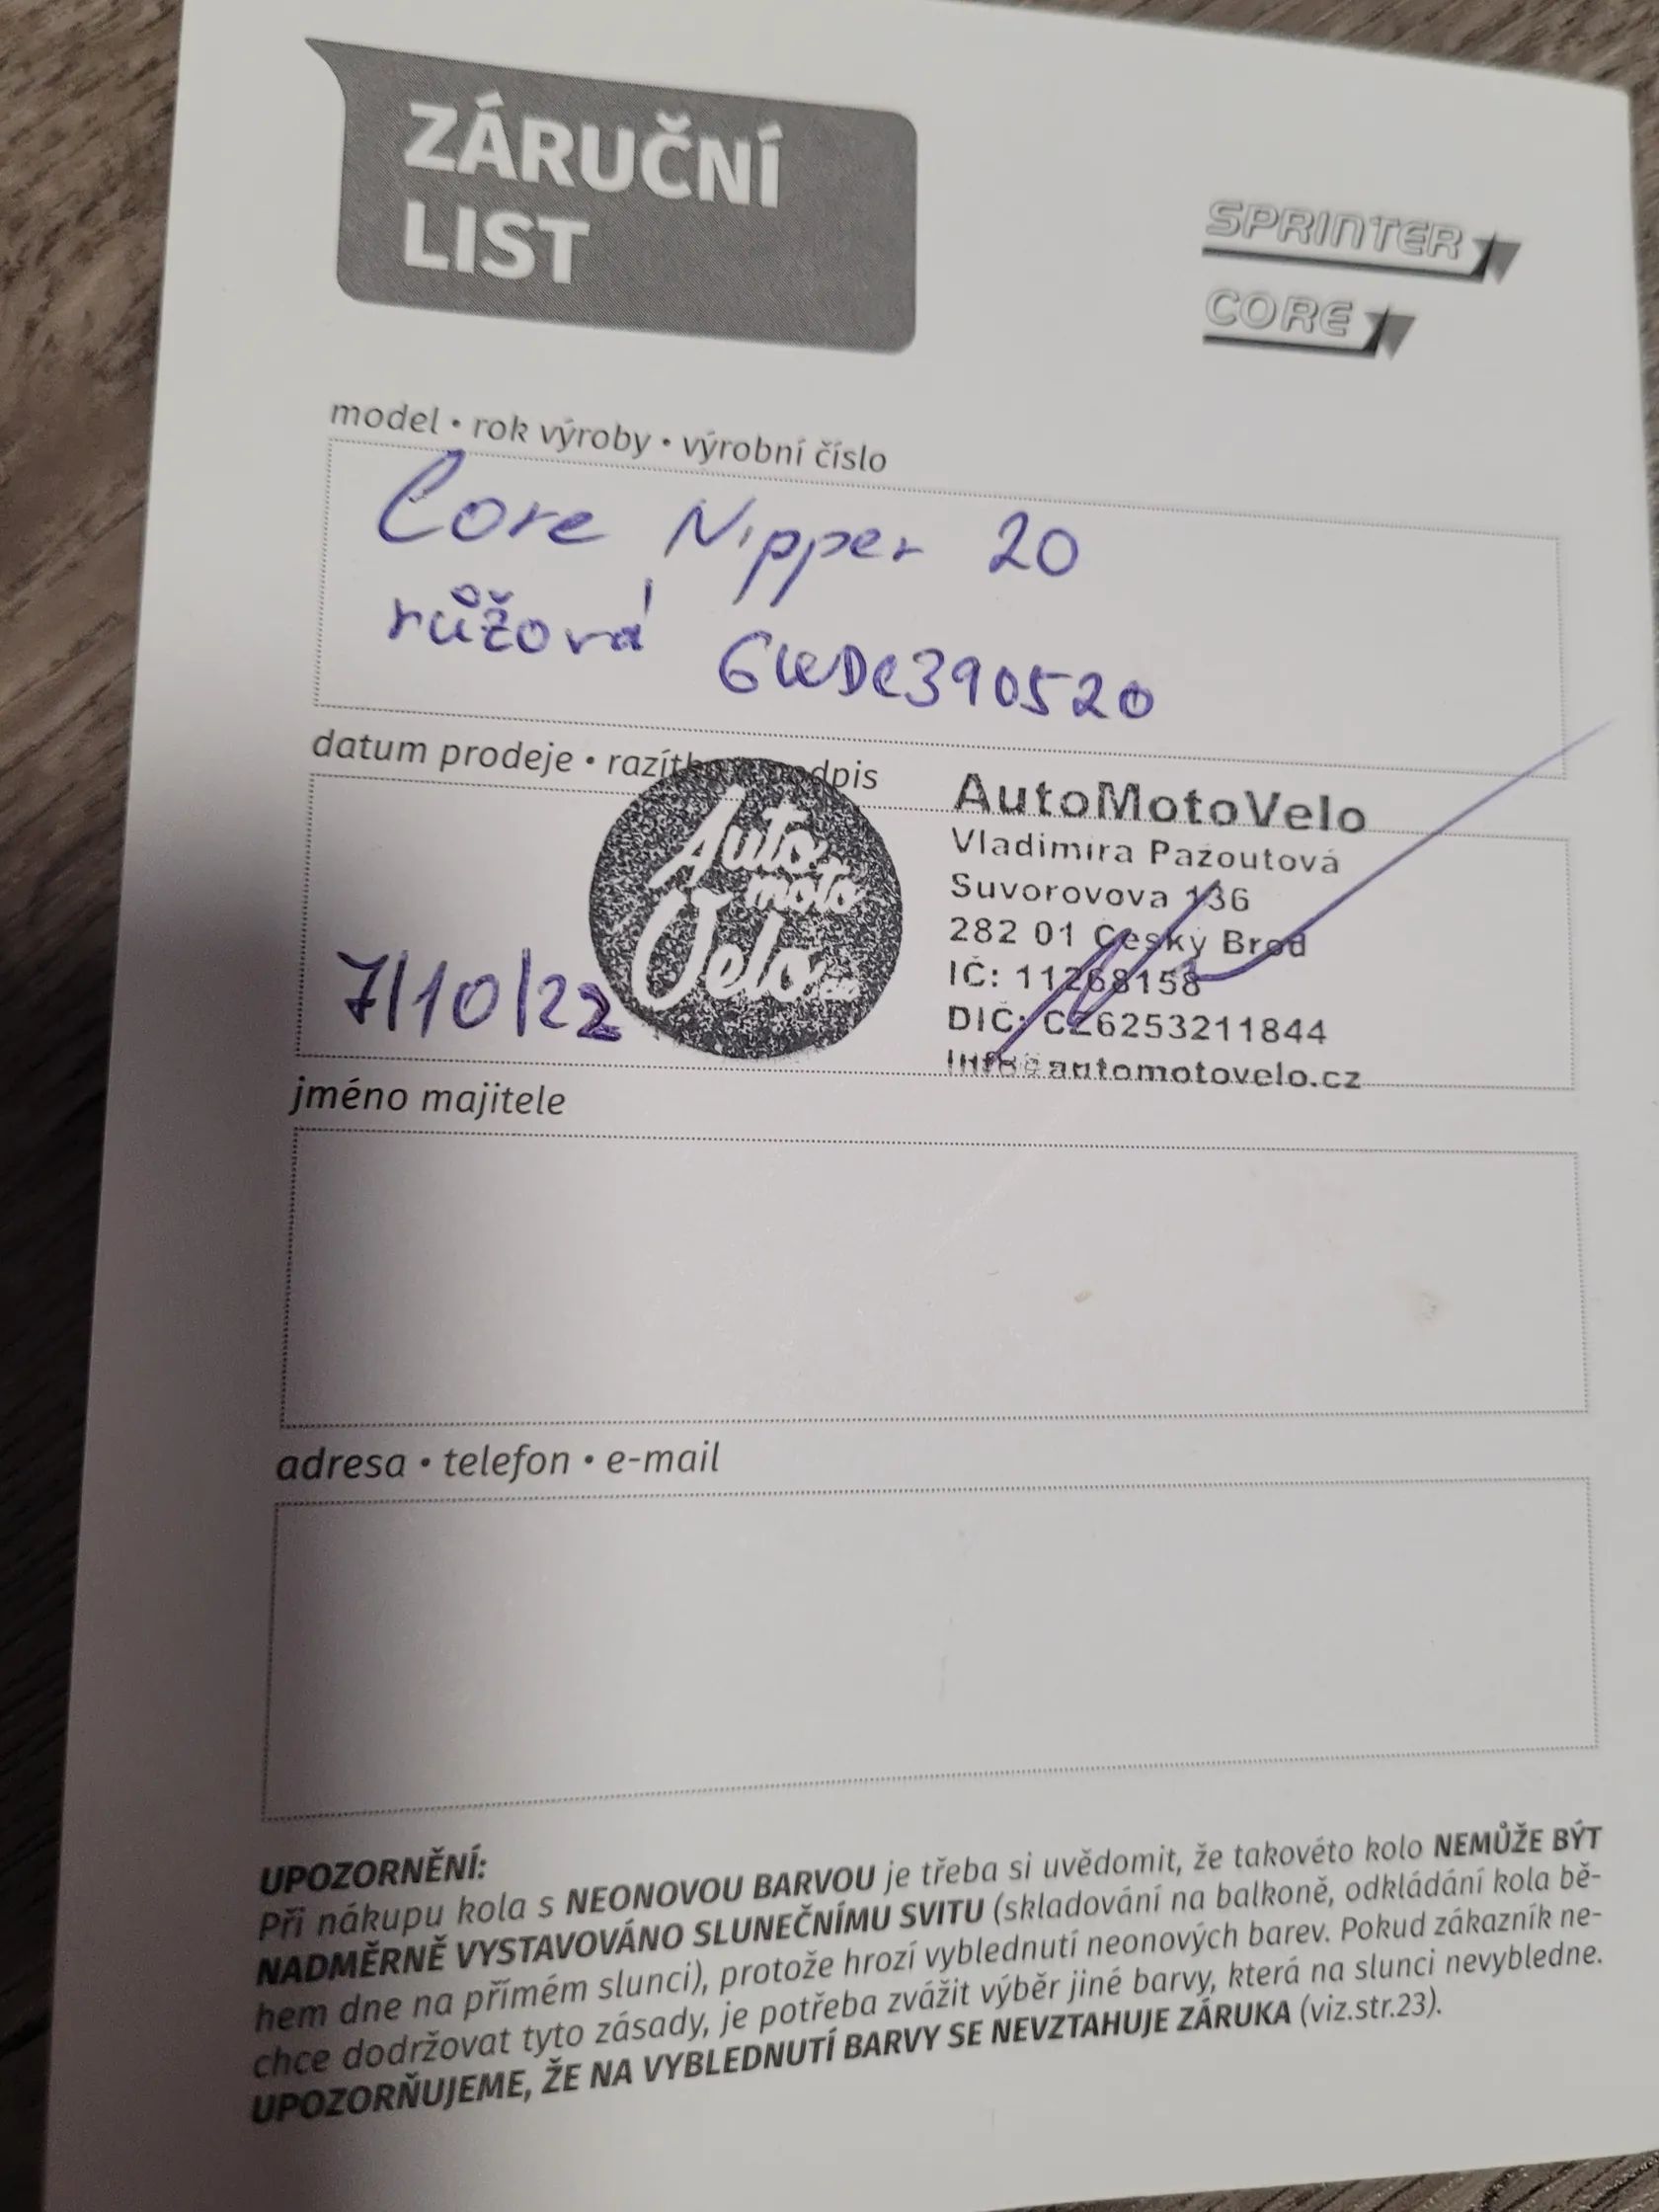 ZÁRUČNÍ
LIST
SPRINTER
CORE
model • rok výroby • výrobní číslo
Core Nipper 20
růžová
datum prodeje • razítko podpis
Auto
moto
Velo
AutoMotoVelo
Vladimíra Pazoutová
Suvorovova 136
282 01 Český Brod
IČ: 11268158
DIČ: CZ6253211844
info@automotovelo.cz
7/10/22
jméno majitele
adresa • telefon • e-mail
UPOZORNĚNÍ:
Při nákupu kola s NEONOVOU BARVOU je třeba si uvědomit, že takovéto kolo NEMŮŽE BÝT
NADMĚRNĚ VYSTAVOVÁNO SLUNEČNÍMU SVITU (skladování na balkoně, odkládání kola bě-
hem dne na přímém slunci), protože hrozí vyblednutí neonových barev. Pokud zákazník ne-
chce dodržovat tyto zásady, je potřeba zvážit výběr jiné barvy, která na slunci nevybledne.
UPOZORŇUJEME, ŽE NA VYBLEDNUTÍ BARVY SE NEVZTAHUJE ZÁRUKA (viz.str.23).